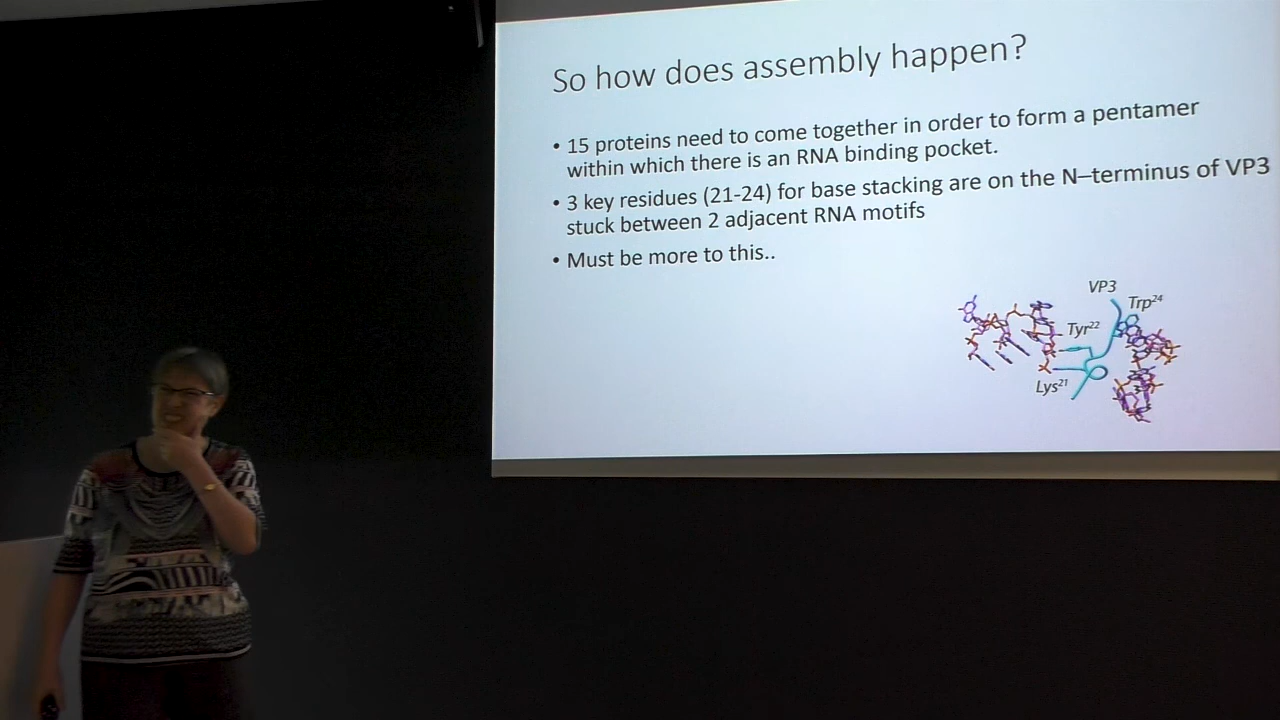 So how does assembly happen?
• 15 proteins need to come together in order to form a pentamer
within which there is an RNA binding pocket.
• 3 key residues (21-24) for base stacking are on the N–terminus of VP3
stuck between 2 adjacent RNA motifs
• Must be more to this..
VP3
Trp²⁴
Tyr²²
Lys²¹